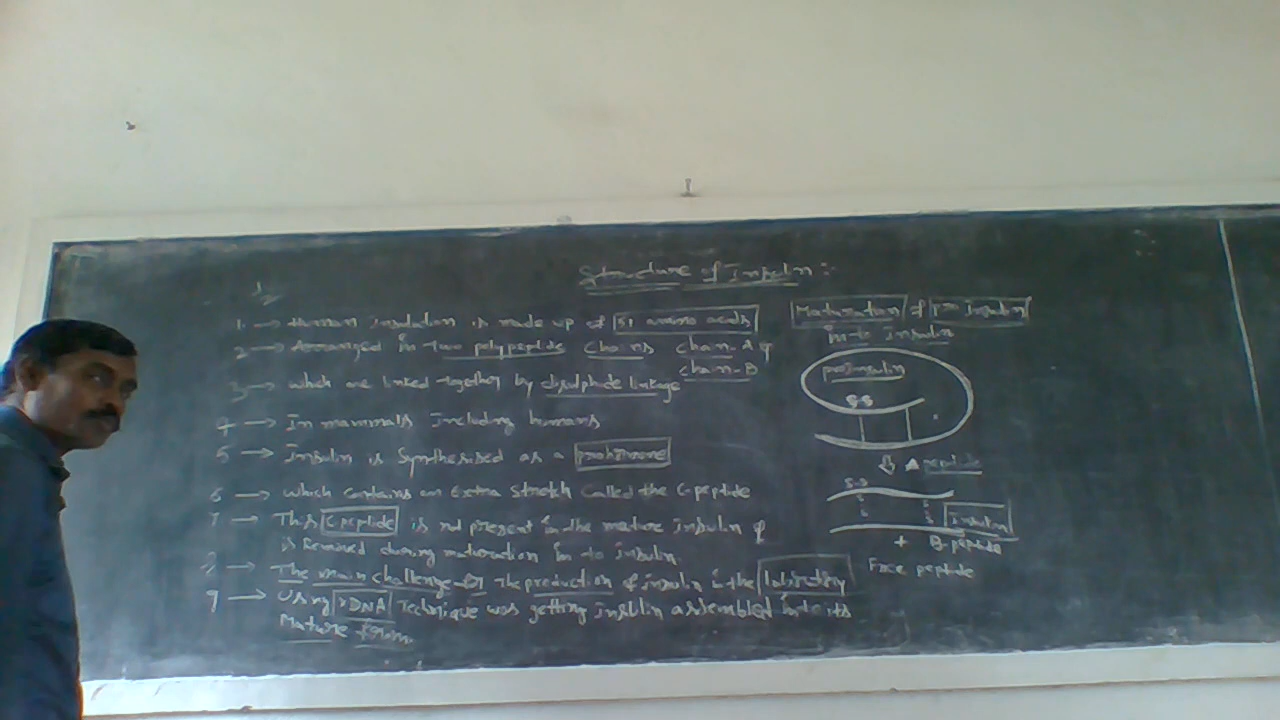 Structure of Insulin :-
1 → Human Insulution is made up of 51 amino acids
2 → Arranged in two polypeptide chains chain-A &
chain-B
3 → which are linked together by disulphide linkage
4 → In mammals Including humans
5 → Insulin is Synthesised as a prohormone
6 → which contains an extra stretch called the C-peptide
7 → This C peptide is not present in the mature insulin &
is Removed during maturation in to insulin.
8 → The main challenge for The production of insulin in the laboratory
9 → Using rDNA Technique was getting insulin assembled into its
Mature form
Maturation of pro insulin
in-to insulin
proinsulin
S-S
A peptide
S-S
Insulin
+ B-peptide
Free peptide